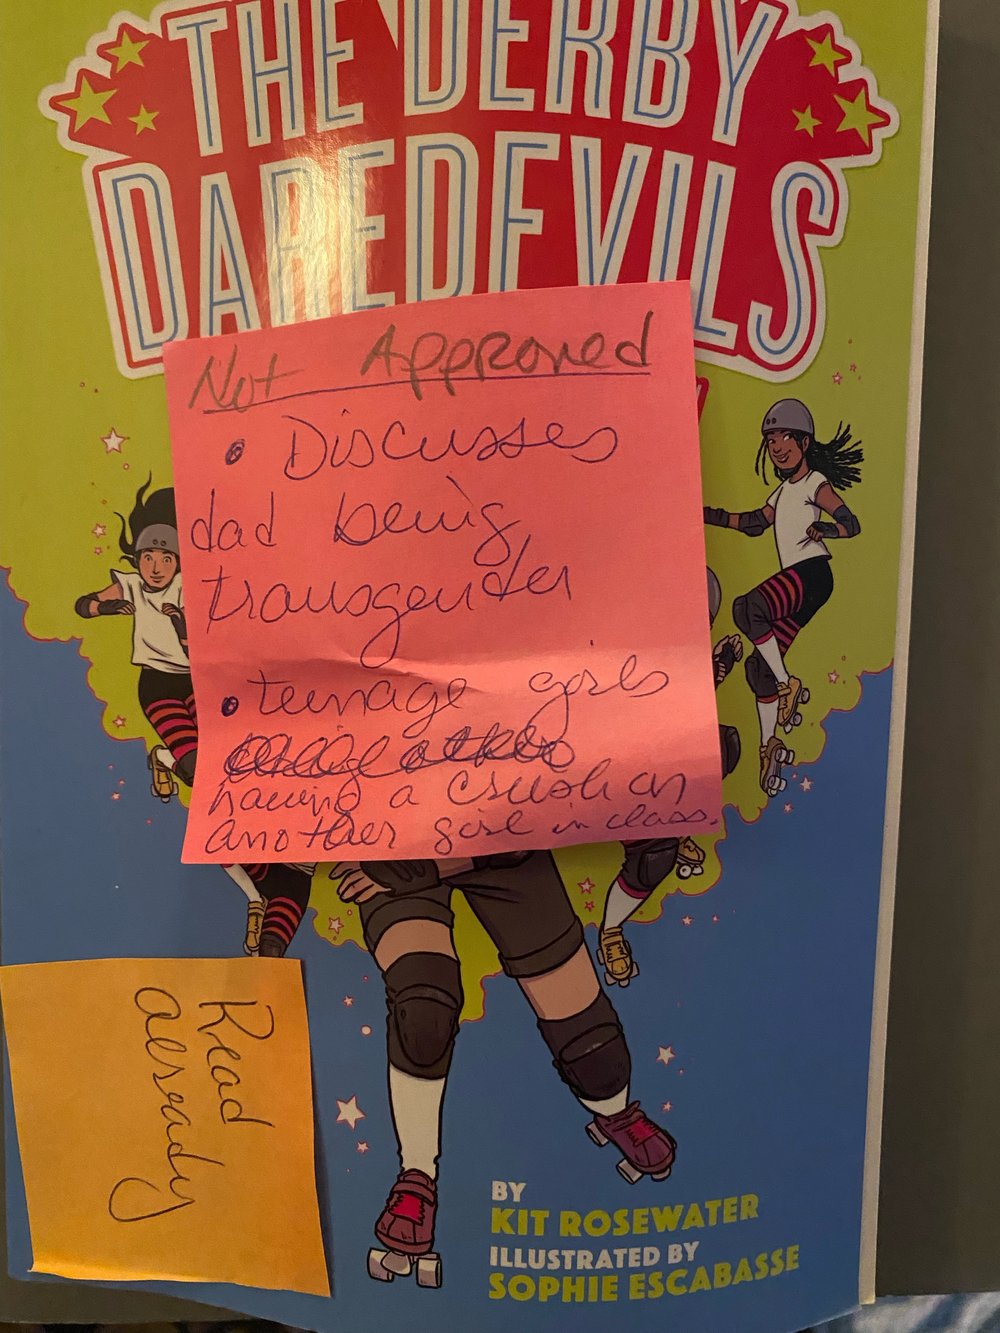 THE DERBY
DAREDEVILS
Not Approved
• Discusses
dad being
transgender
• teenage girls
having a crush on
another girl in class.
Read
already
BY
KIT ROSEWATER
ILLUSTRATED BY
SOPHIE ESCABASSE